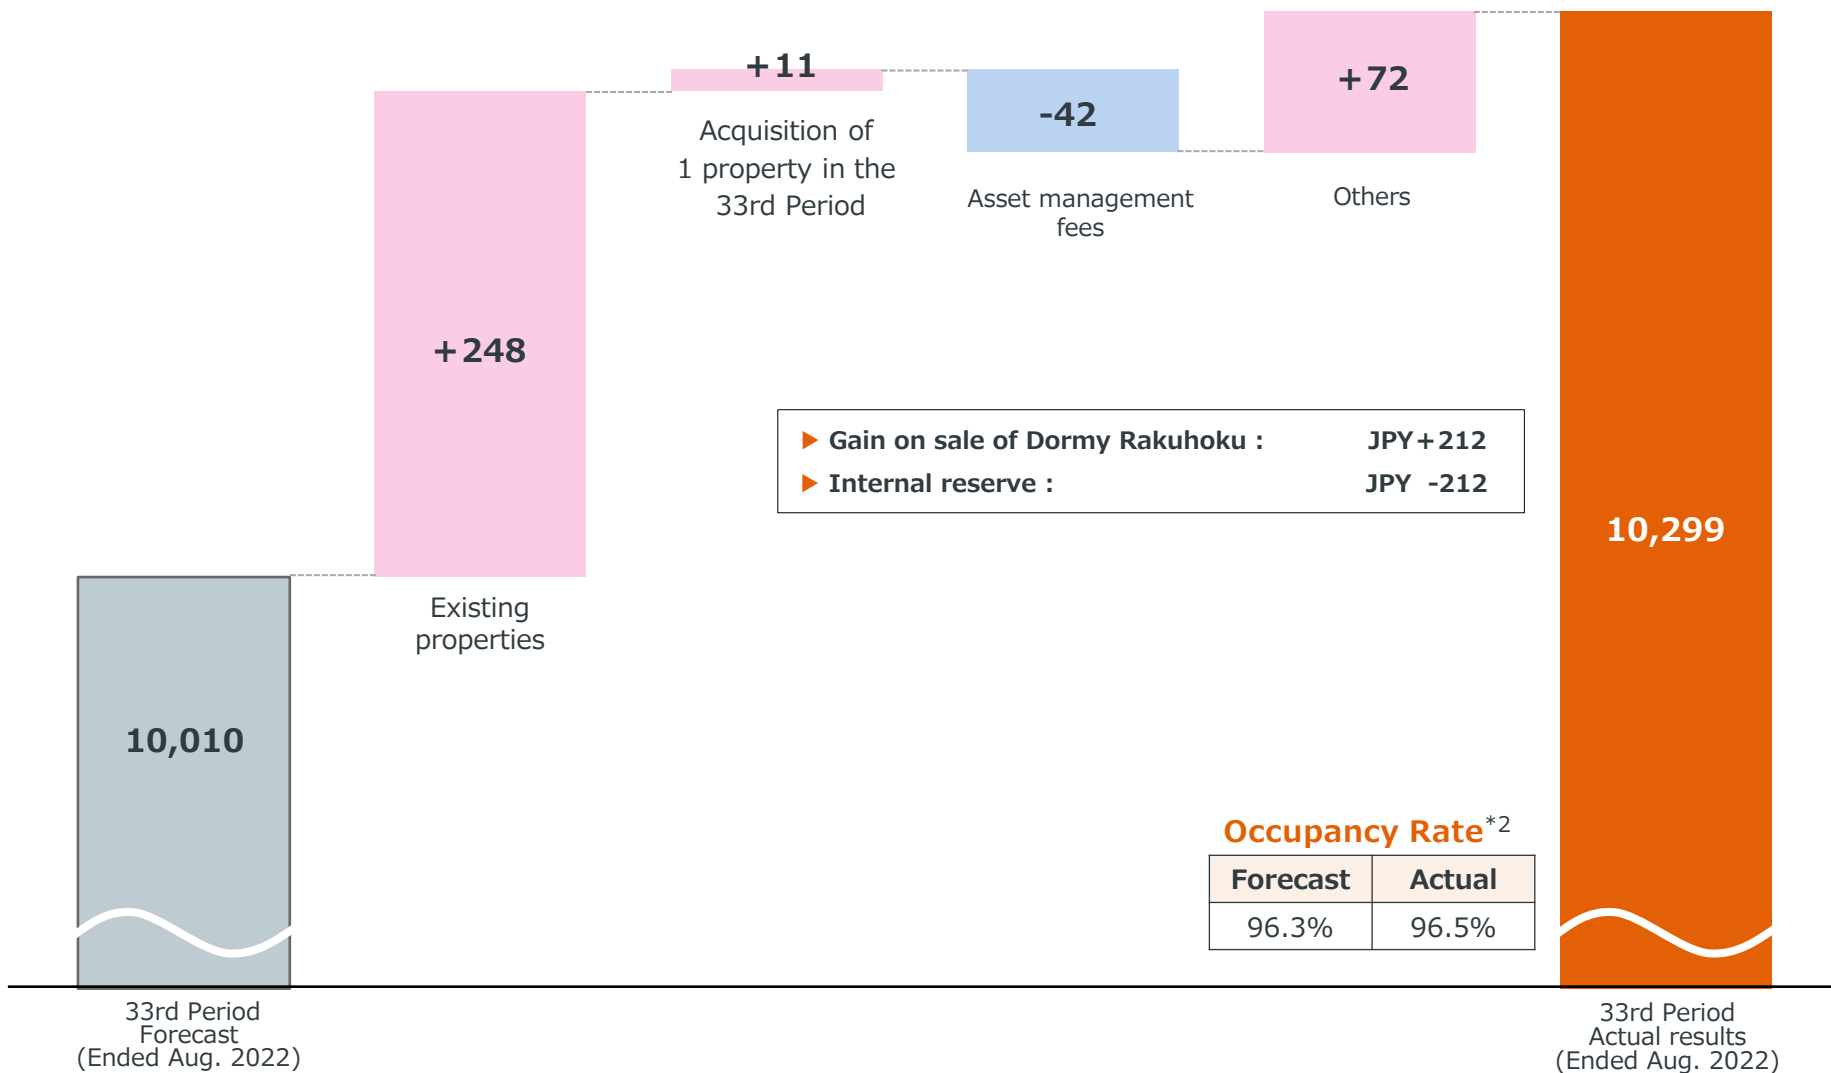 +11
Acquisition of
1 property in the
33rd Period
-42
Asset management
fees
+72
Others
+248
Existing
properties
▶ Gain on sale of Dormy Rakuhoku : JPY+212
▶ Internal reserve : JPY -212
10,299
10,010
Occupancy Rate*2
Forecast Actual
96.3% 96.5%
33rd Period
Forecast
(Ended Aug. 2022)
33rd Period
Actual results
(Ended Aug. 2022)